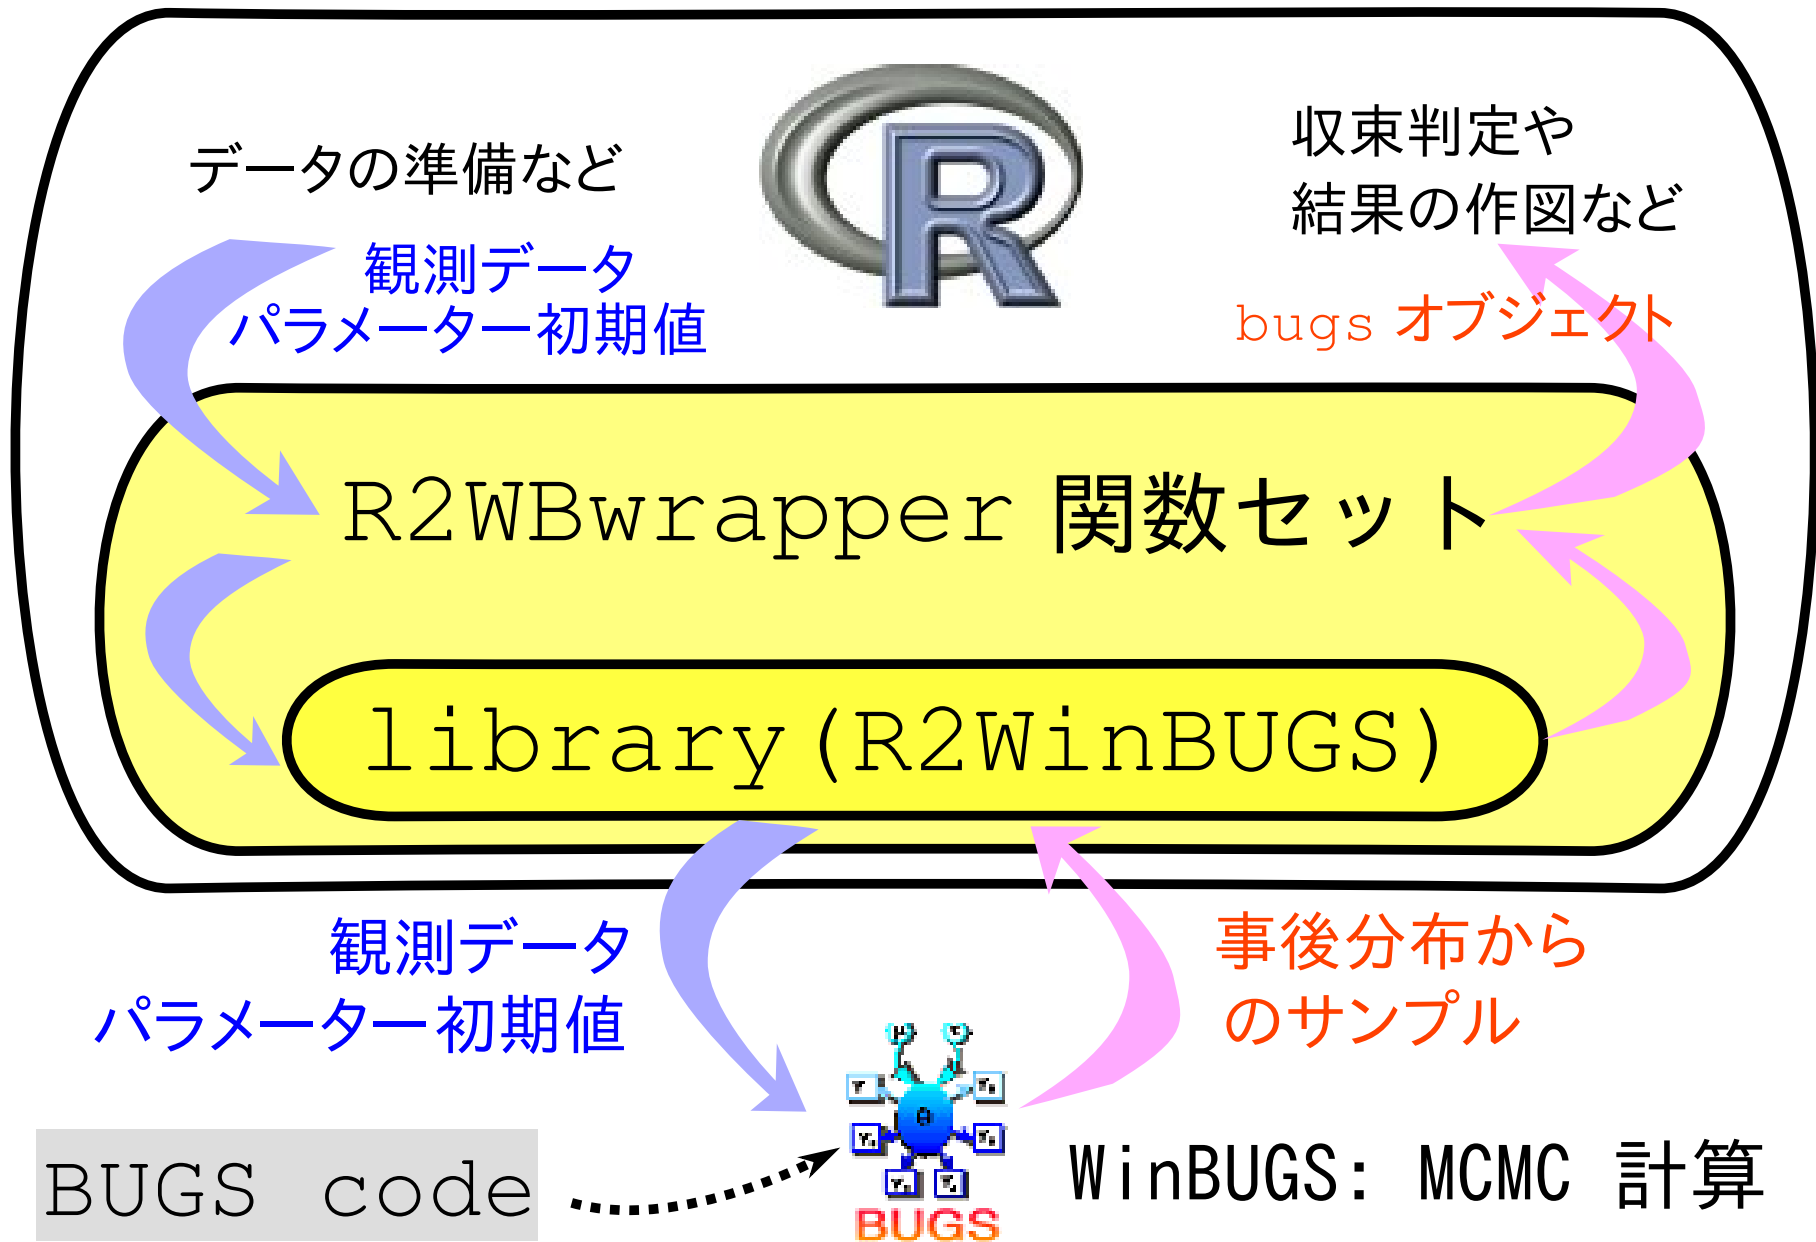 データの準備など
観測データ
パラメーター初期値
R
収束判定や
結果の作図など
bugs オブジェクト
R2WBwrapper 関数セット
library(R2WinBUGS)
観測データ
パラメーター初期値
事後分布から
のサンプル
BUGS code
θ
BUGS
WinBUGS: MCMC 計算